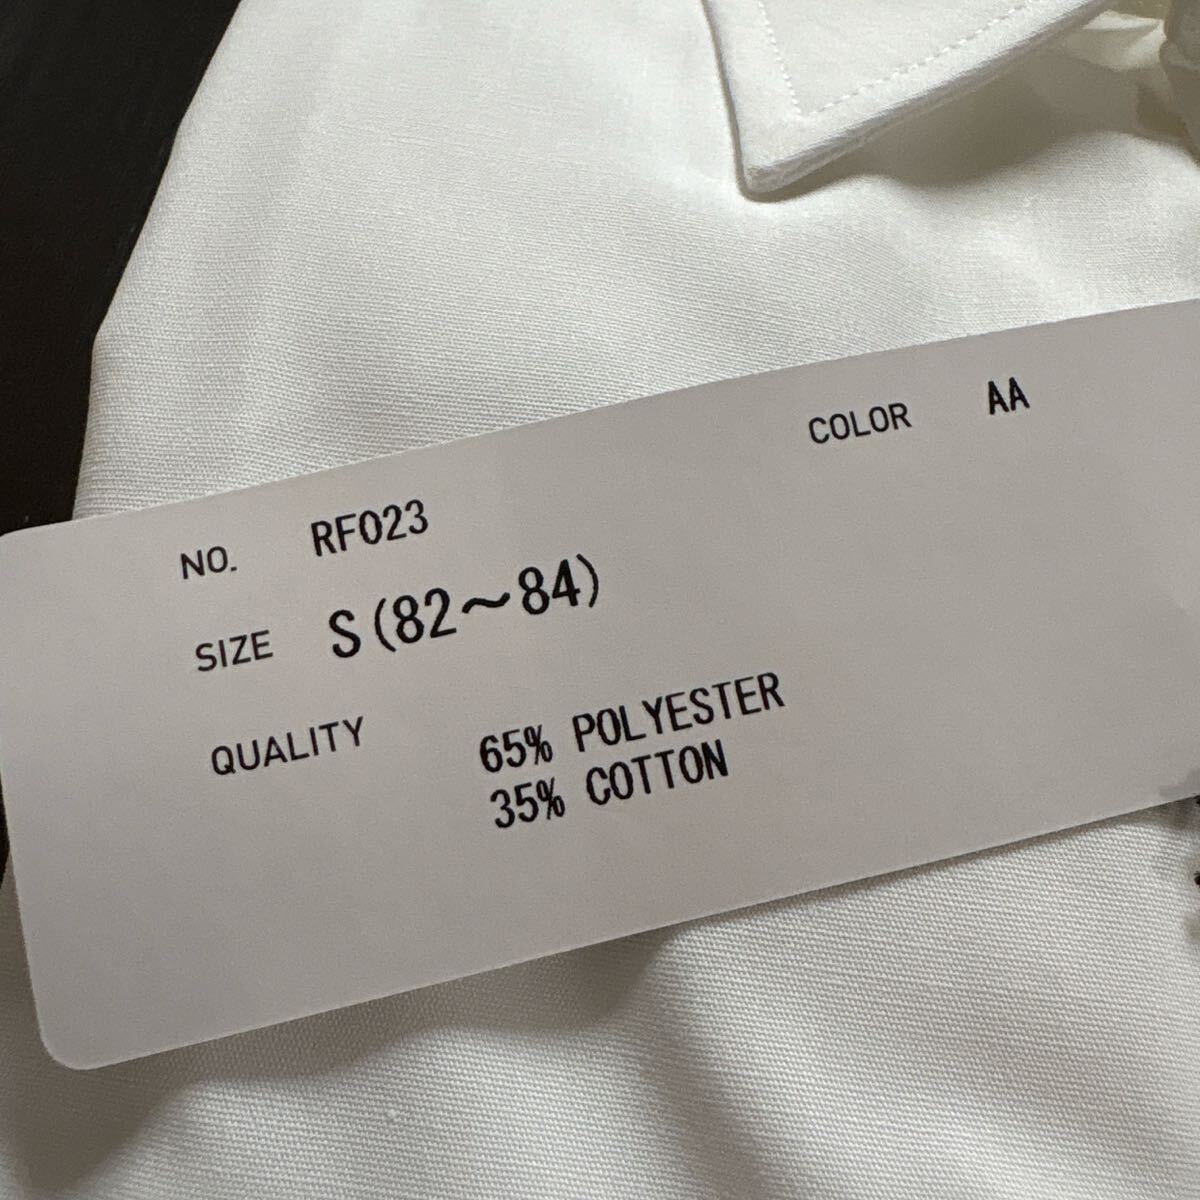 COLOR AA
NO. RF023
SIZE S(82～84)
QUALITY 65% POLYESTER
35% COTTON